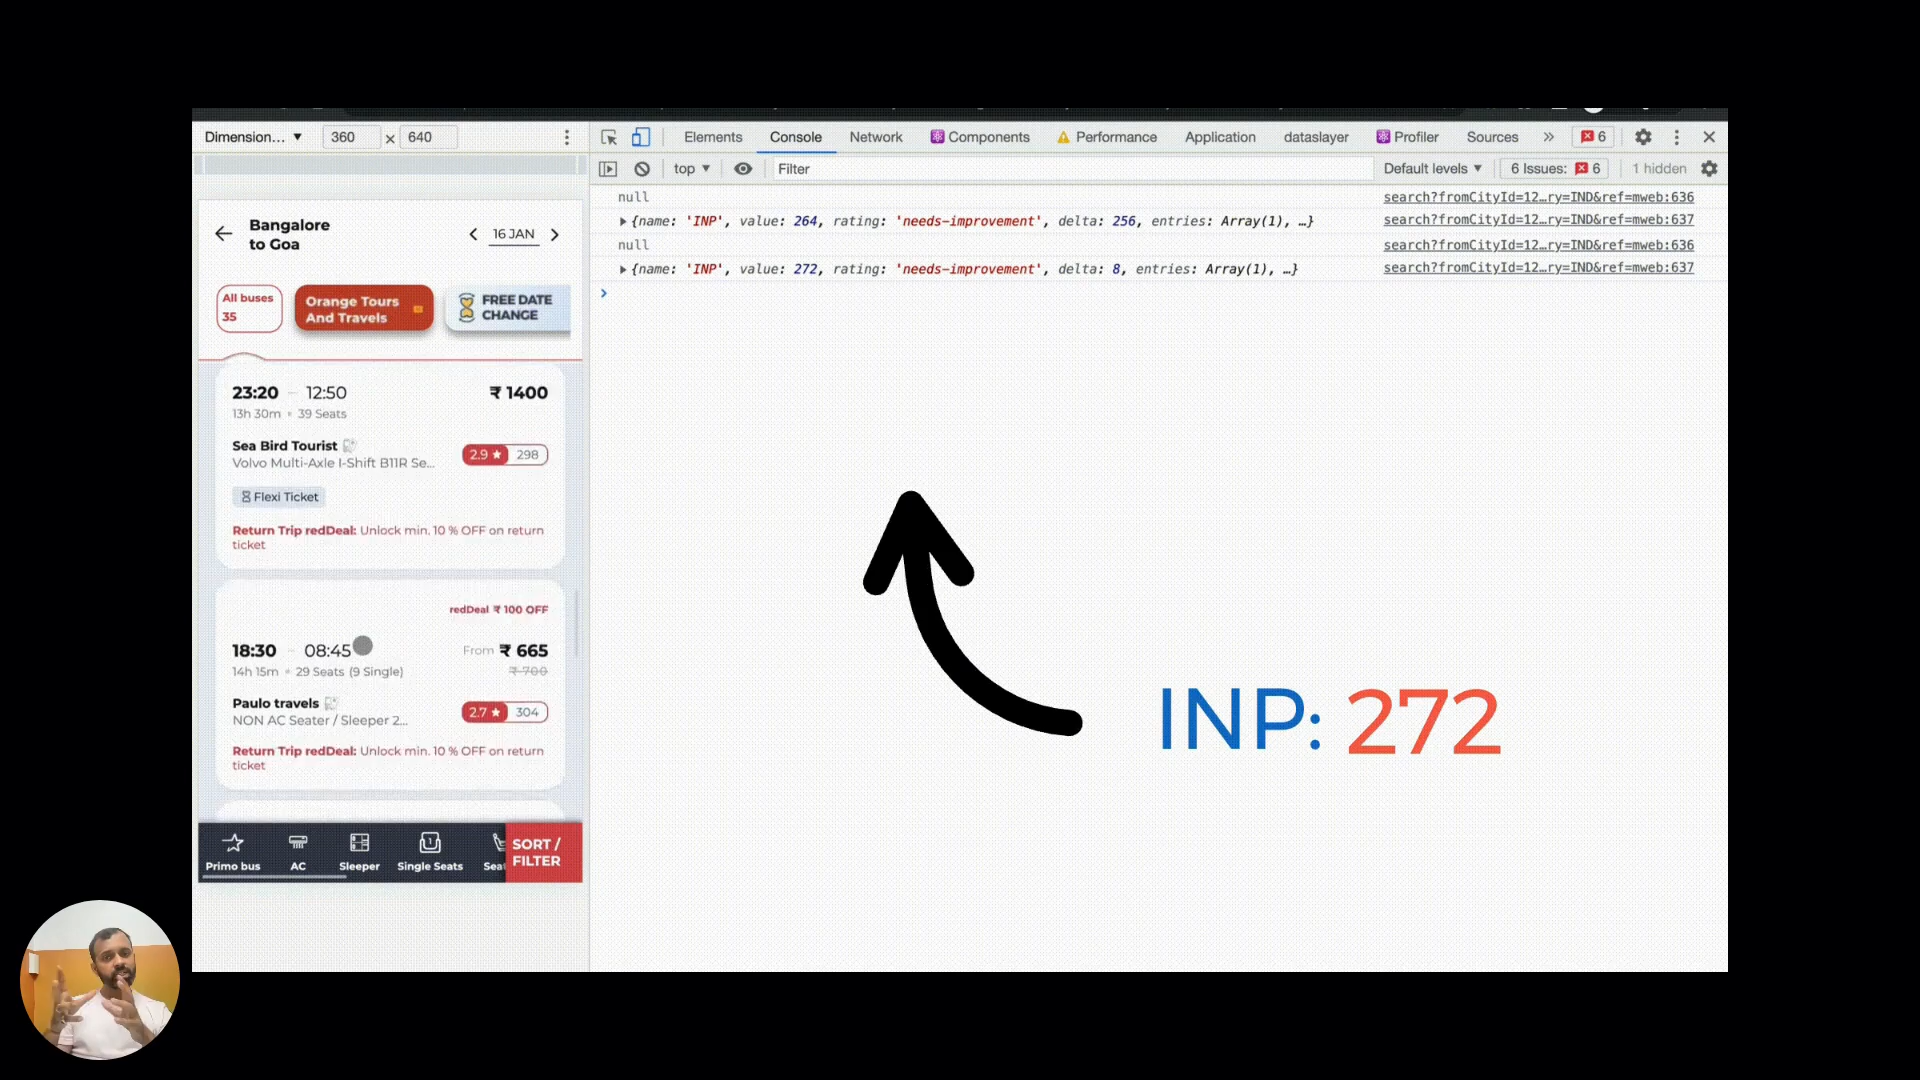 Dimension... ▼ 360 × 640
Elements Console Network Components Performance Application dataslayer Profiler Sources » 6
top ▼ Filter Default levels ▼ 6 Issues: 6 1 hidden
null search?fromCityId=12…ry=IND&ref=mweb:636
▶{name: 'INP', value: 264, rating: 'needs-improvement', delta: 256, entries: Array(1), …} search?fromCityId=12…ry=IND&ref=mweb:637
null search?fromCityId=12…ry=IND&ref=mweb:636
▶{name: 'INP', value: 272, rating: 'needs-improvement', delta: 8, entries: Array(1), …} search?fromCityId=12…ry=IND&ref=mweb:637
Bangalore
to Goa
< 16 JAN >
All buses
35
Orange Tours
And Travels
FREE DATE
CHANGE
23:20 – 12:50 ₹ 1400
13h 30m • 39 Seats
Sea Bird Tourist
Volvo Multi-Axle I-Shift B11R Se...
2.9 ★ 298
Flexi Ticket
Return Trip redDeal: Unlock min. 10 % OFF on return
ticket
redDeal ₹ 100 OFF
18:30 – 08:45 From ₹ 665
14h 15m • 29 Seats (9 Single) ₹ 700
Paulo travels
NON AC Seater / Sleeper 2...
2.7 ★ 304
Return Trip redDeal: Unlock min. 10 % OFF on return
ticket
Primo bus AC Sleeper Single Seats Sea
SORT /
FILTER
INP: 272